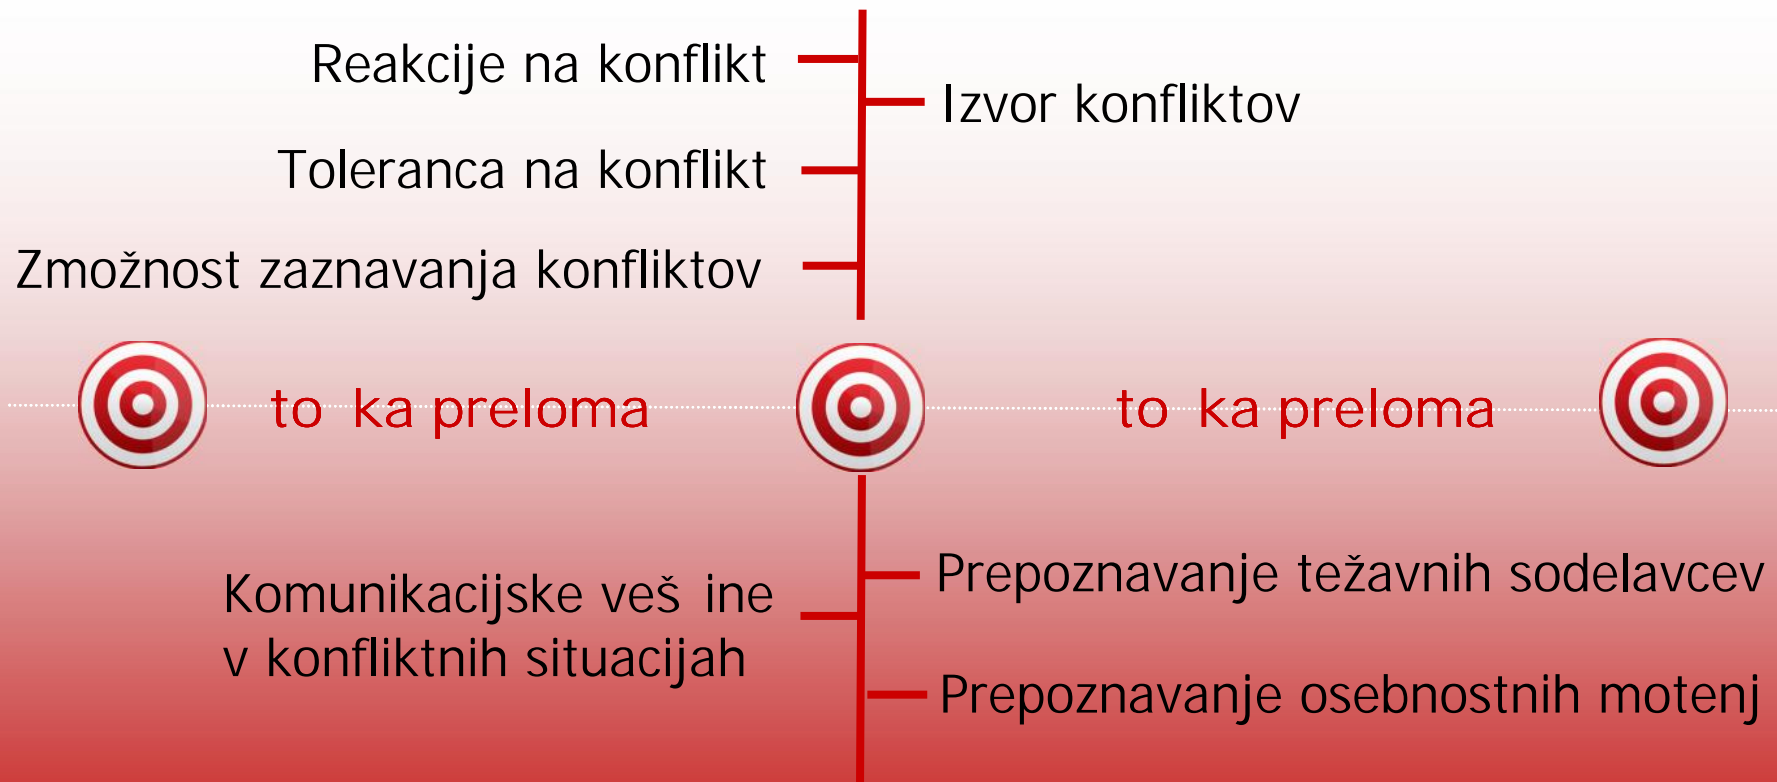 Reakcije na konflikt
Izvor konfliktov
Toleranca na konflikt
Zmožnost zaznavanja konfliktov
to ka preloma
to ka preloma
Komunikacijske veš ine
v konfliktnih situacijah
Prepoznavanje težavnih sodelavcev
Prepoznavanje osebnostnih motenj